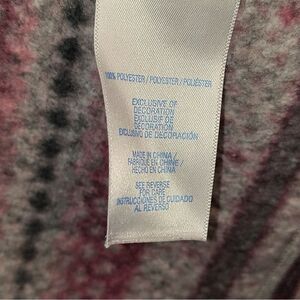 100% POLYESTER / POLYESTER / POLIÉSTER
EXCLUSIVE OF
DECORATION
EXCLUSIF DE
DÉCORATION
EXCLUSIVO DE DECORACIÓN
MADE IN CHINA /
FABRIQUÉ EN CHINE /
HECHO EN CHINA
SEE REVERSE
FOR CARE
INSTRUCCIONES DE CUIDADO
AL REVERSO